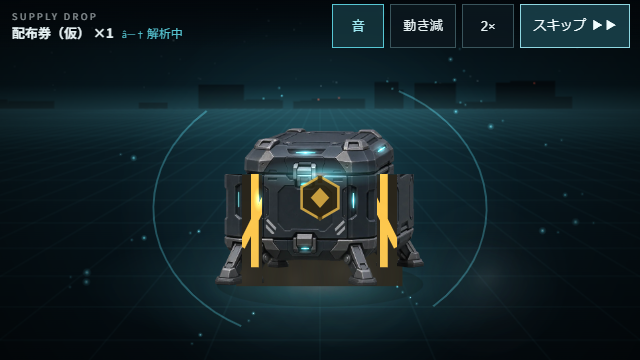 SUPPLY DROP
配布券（仮） ×1 â—† 解析中
音
動き減
2×
スキップ ▶▶